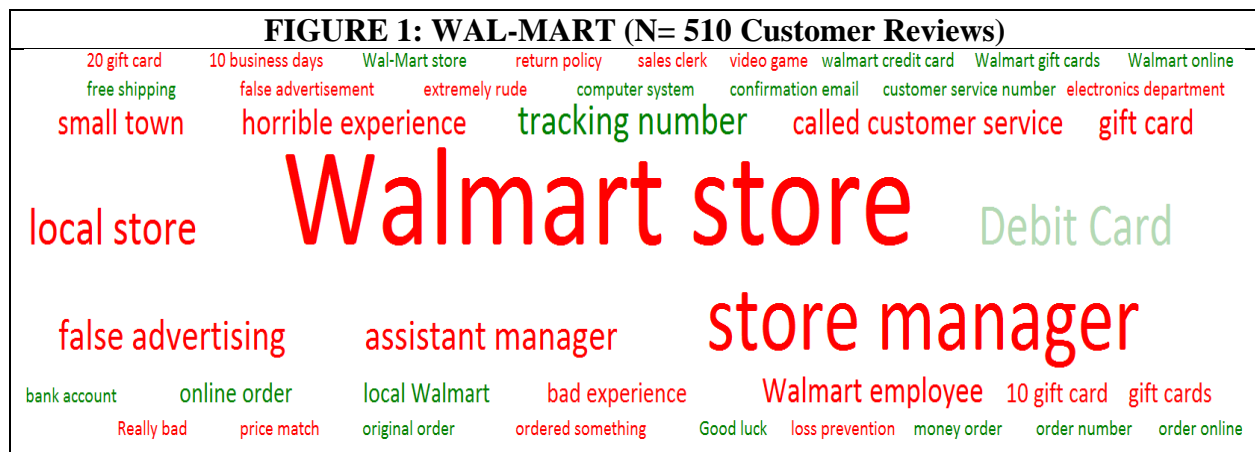 FIGURE 1: WAL-MART (N= 510 Customer Reviews)
20 gift card 10 business days Wal-Mart store return policy sales clerk video game walmart credit card Walmart gift cards Walmart online
free shipping false advertisement extremely rude computer system confirmation email customer service number electronics department
small town horrible experience tracking number called customer service gift card
local store Walmart store Debit Card
false advertising assistant manager store manager
bank account online order local Walmart bad experience Walmart employee 10 gift card gift cards
Really bad price match original order ordered something Good luck loss prevention money order order number order online